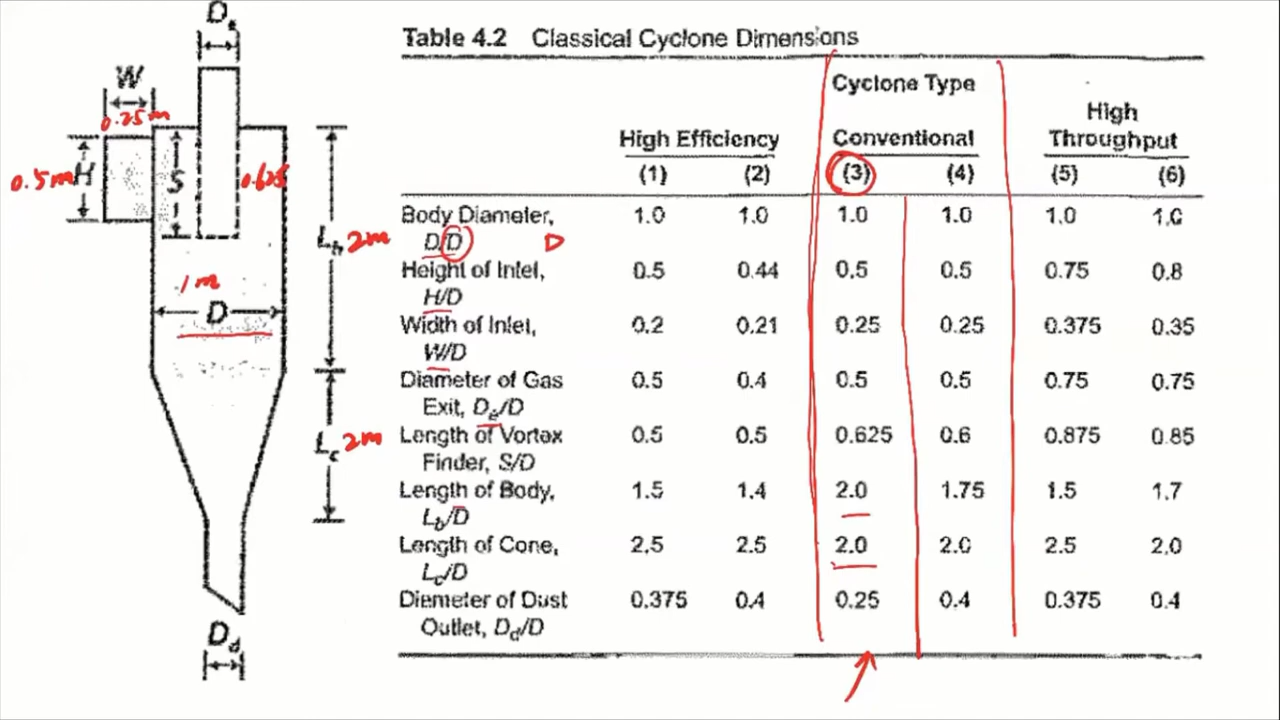 Table 4.2 Classical Cyclone Dimensions
Cyclone Type
High Efficiency Conventional High Throughput
(1) (2) (3) (4) (5) (6)
Body Diameter, 1.0 1.0 1.0 1.0 1.0 1.0
D/D D
Height of Inlet, 0.5 0.44 0.5 0.5 0.75 0.8
H/D
Width of Inlet, 0.2 0.21 0.25 0.25 0.375 0.35
W/D
Diameter of Gas 0.5 0.4 0.5 0.5 0.75 0.75
Exit, De/D
Length of Vortex 0.5 0.5 0.625 0.6 0.875 0.85
Finder, S/D
Length of Body, 1.5 1.4 2.0 1.75 1.5 1.7
Lb/D
Length of Cone, 2.5 2.5 2.0 2.0 2.5 2.0
Lc/D
Diemeter of Dust 0.375 0.4 0.25 0.4 0.375 0.4
Outlet, Dd/D
De
W
0.25m
0.5m H S 0.625
Lb 2m
1m
D
Lc 2m
Dd